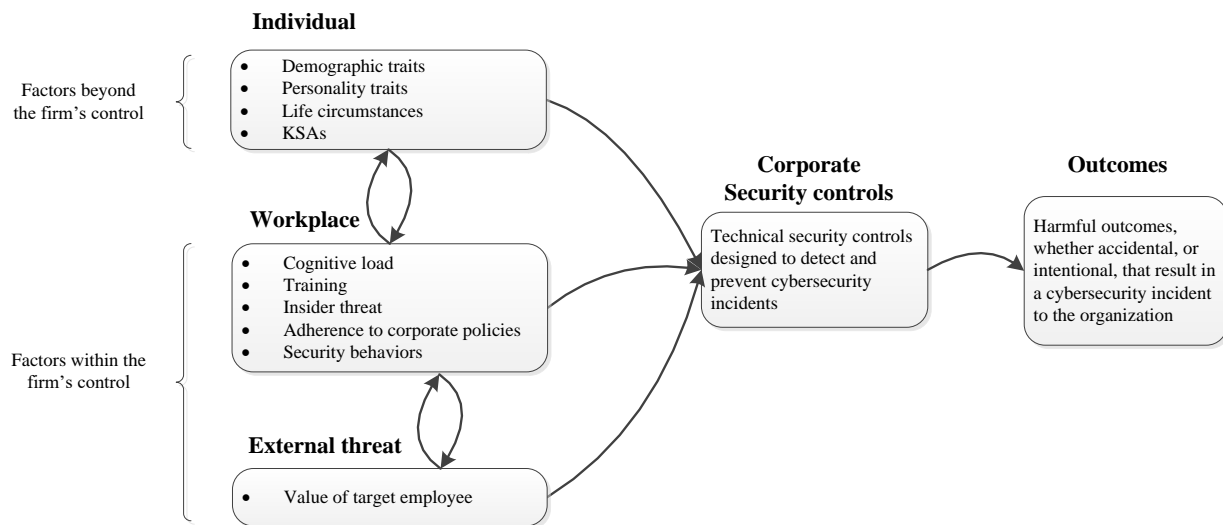 Individual
Factors beyond
the firm's control
• Demographic traits
• Personality traits
• Life circumstances
• KSAs
Workplace
Factors within the
firm's control
• Cognitive load
• Training
• Insider threat
• Adherence to corporate policies
• Security behaviors
External threat
• Value of target employee
Corporate
Security controls
Technical security controls
designed to detect and
prevent cybersecurity
incidents
Outcomes
Harmful outcomes,
whether accidental, or
intentional, that result in
a cybersecurity incident
to the organization